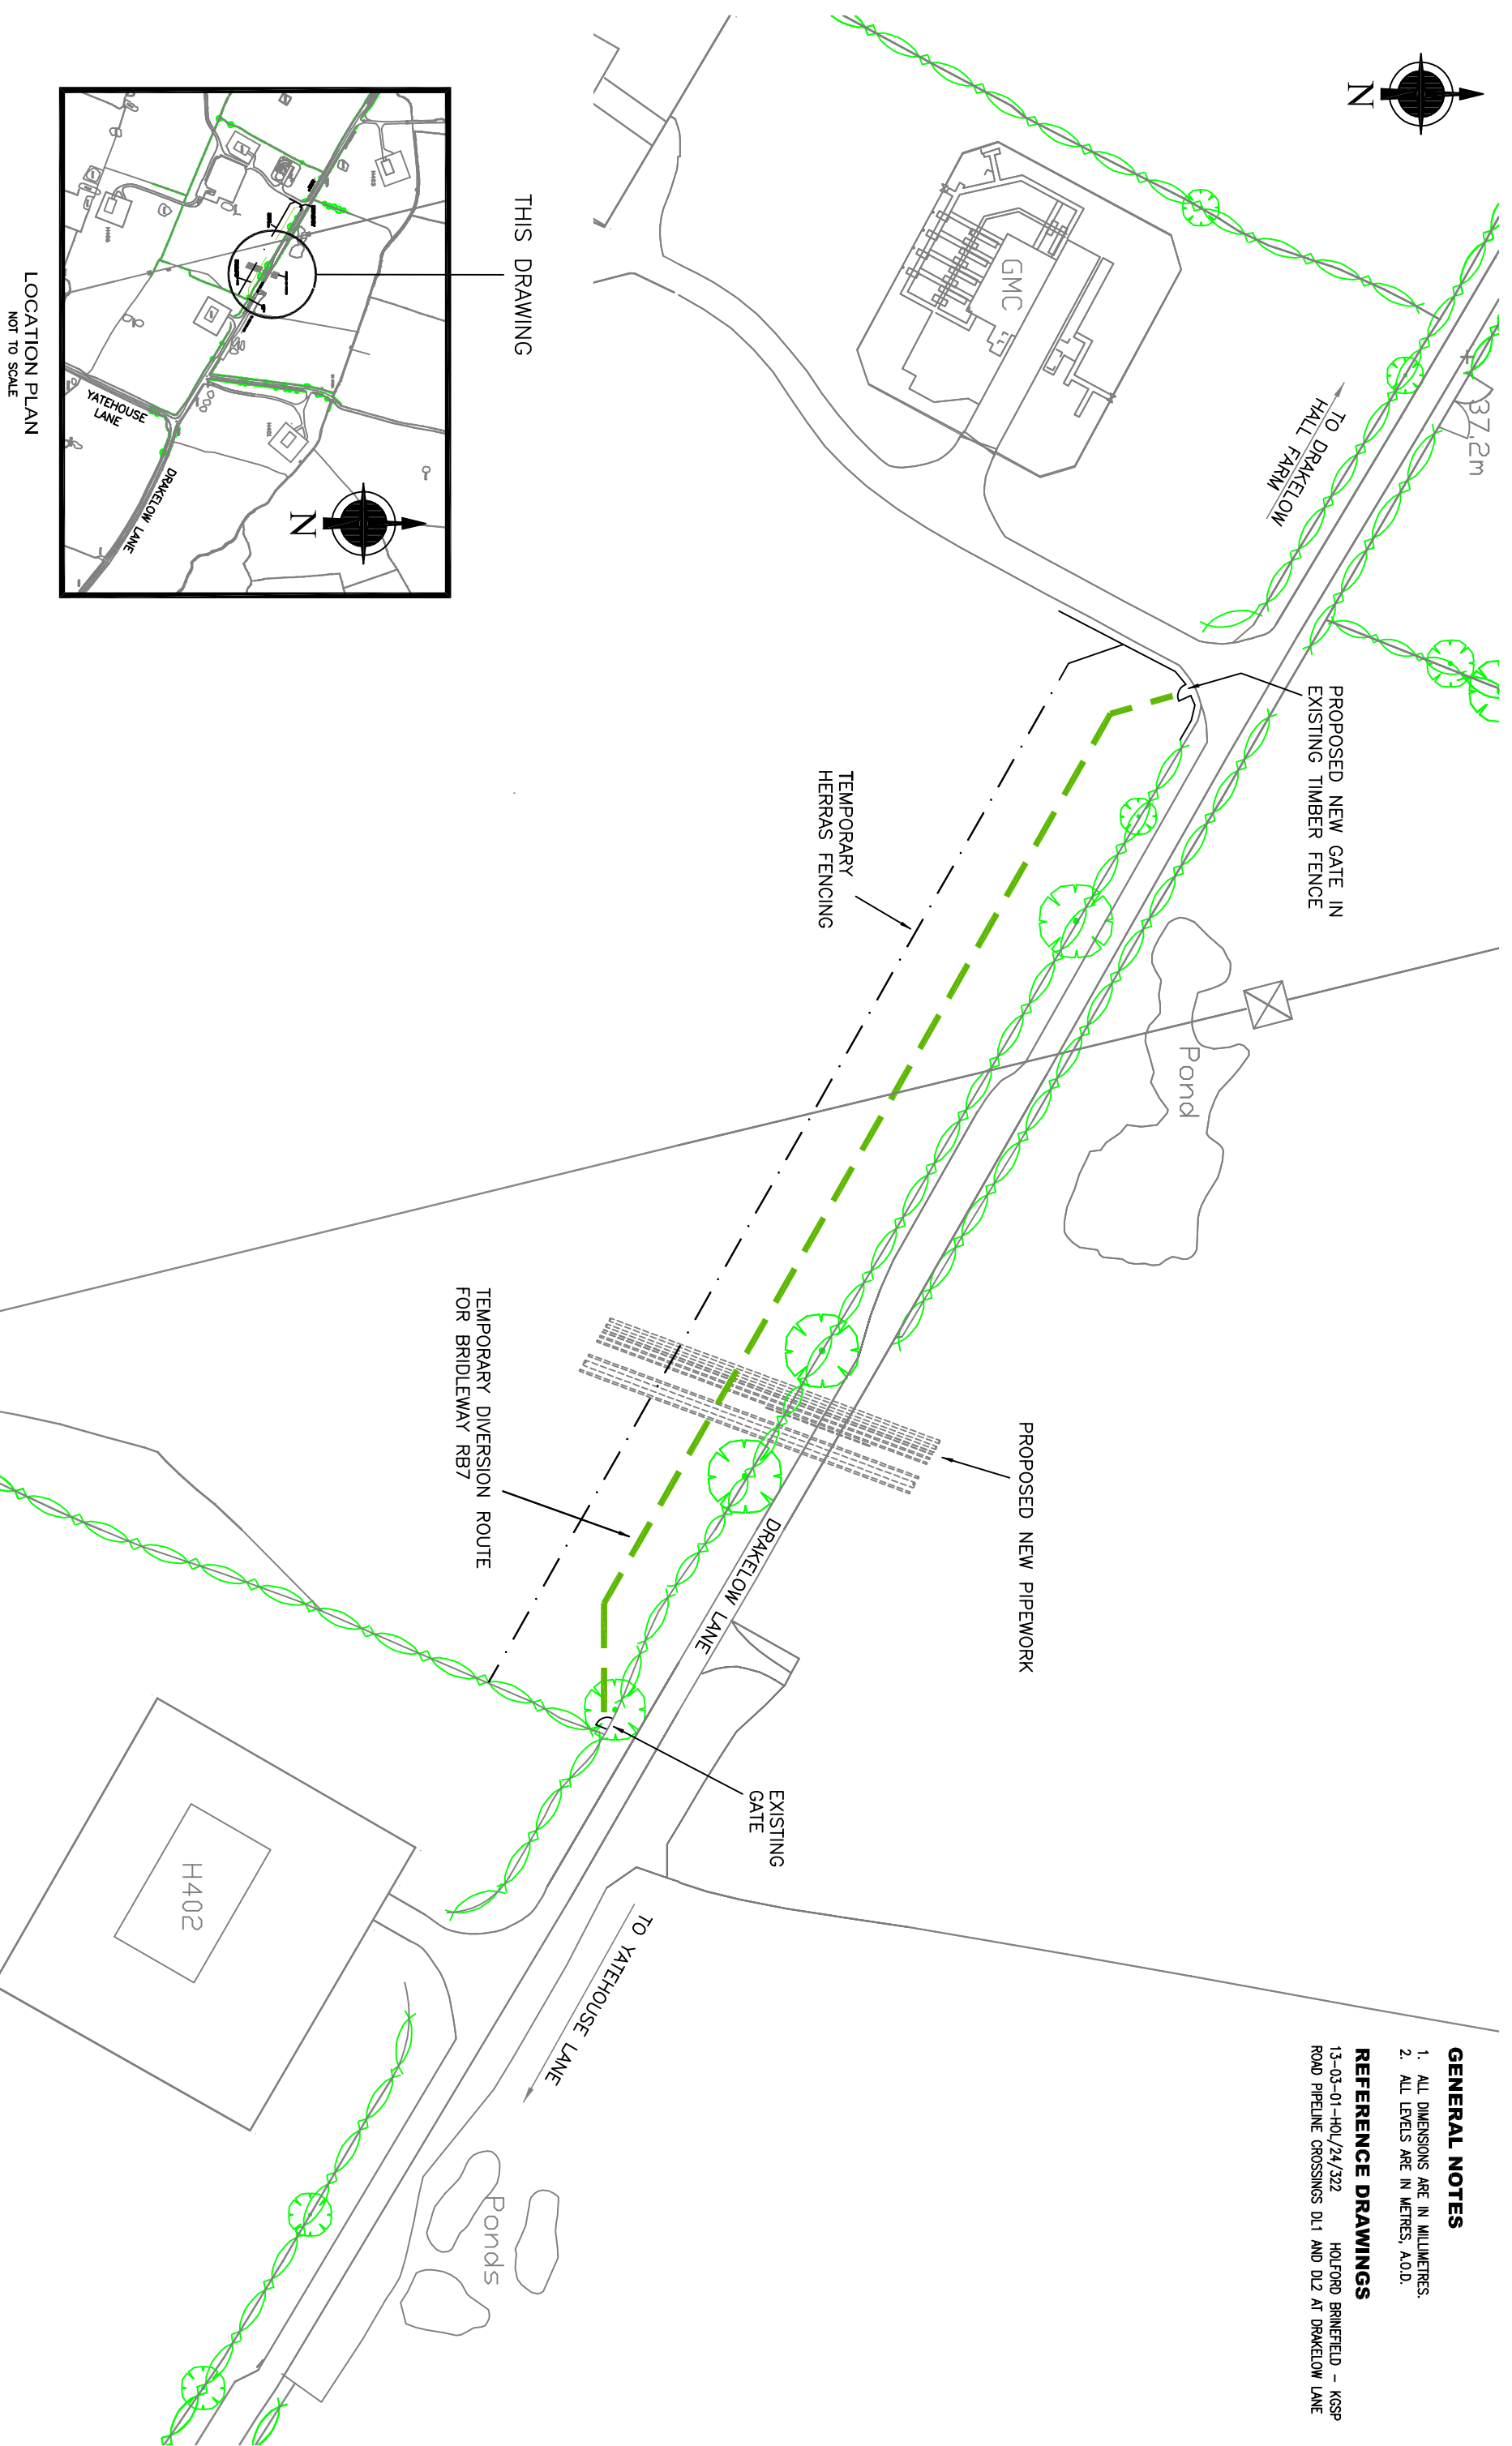 N
GMC
TO DRAKELOW
HALL FARM
37.2m
PROPOSED NEW GATE IN
EXISTING TIMBER FENCE
TEMPORARY
HERRAS FENCING
Pond
TEMPORARY DIVERSION ROUTE
FOR BRIDLEWAY RB7
PROPOSED NEW PIPEWORK
DRAKELOW LANE
EXISTING
GATE
TO YATEHOUSE LANE
H402
Ponds
GENERAL NOTES
1. ALL DIMENSIONS ARE IN MILLIMETRES.
2. ALL LEVELS ARE IN METRES, A.O.D.
REFERENCE DRAWINGS
13-03-01-HOL/24/322 HOLFORD BRINEFIELD - KGSP
ROAD PIPELINE CROSSINGS DL1 AND DL2 AT DRAKELOW LANE
THIS DRAWING
N
YATEHOUSE
LANE
DRAKELOW LANE
LOCATION PLAN
NOT TO SCALE